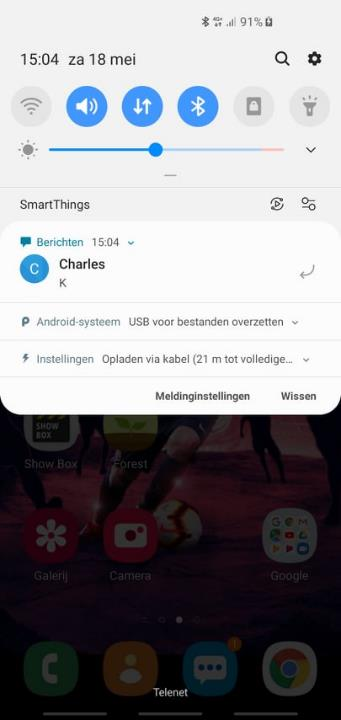 91%
15:04 za 18 mei
SmartThings
Berichten 15:04
C
Charles
K
Android-systeem USB voor bestanden overzetten
Instellingen Opladen via kabel (21 m tot volledige...
Meldinginstellingen Wissen
SHOW
BOX
Show Box Forest
Galerij Camera Google
Telenet